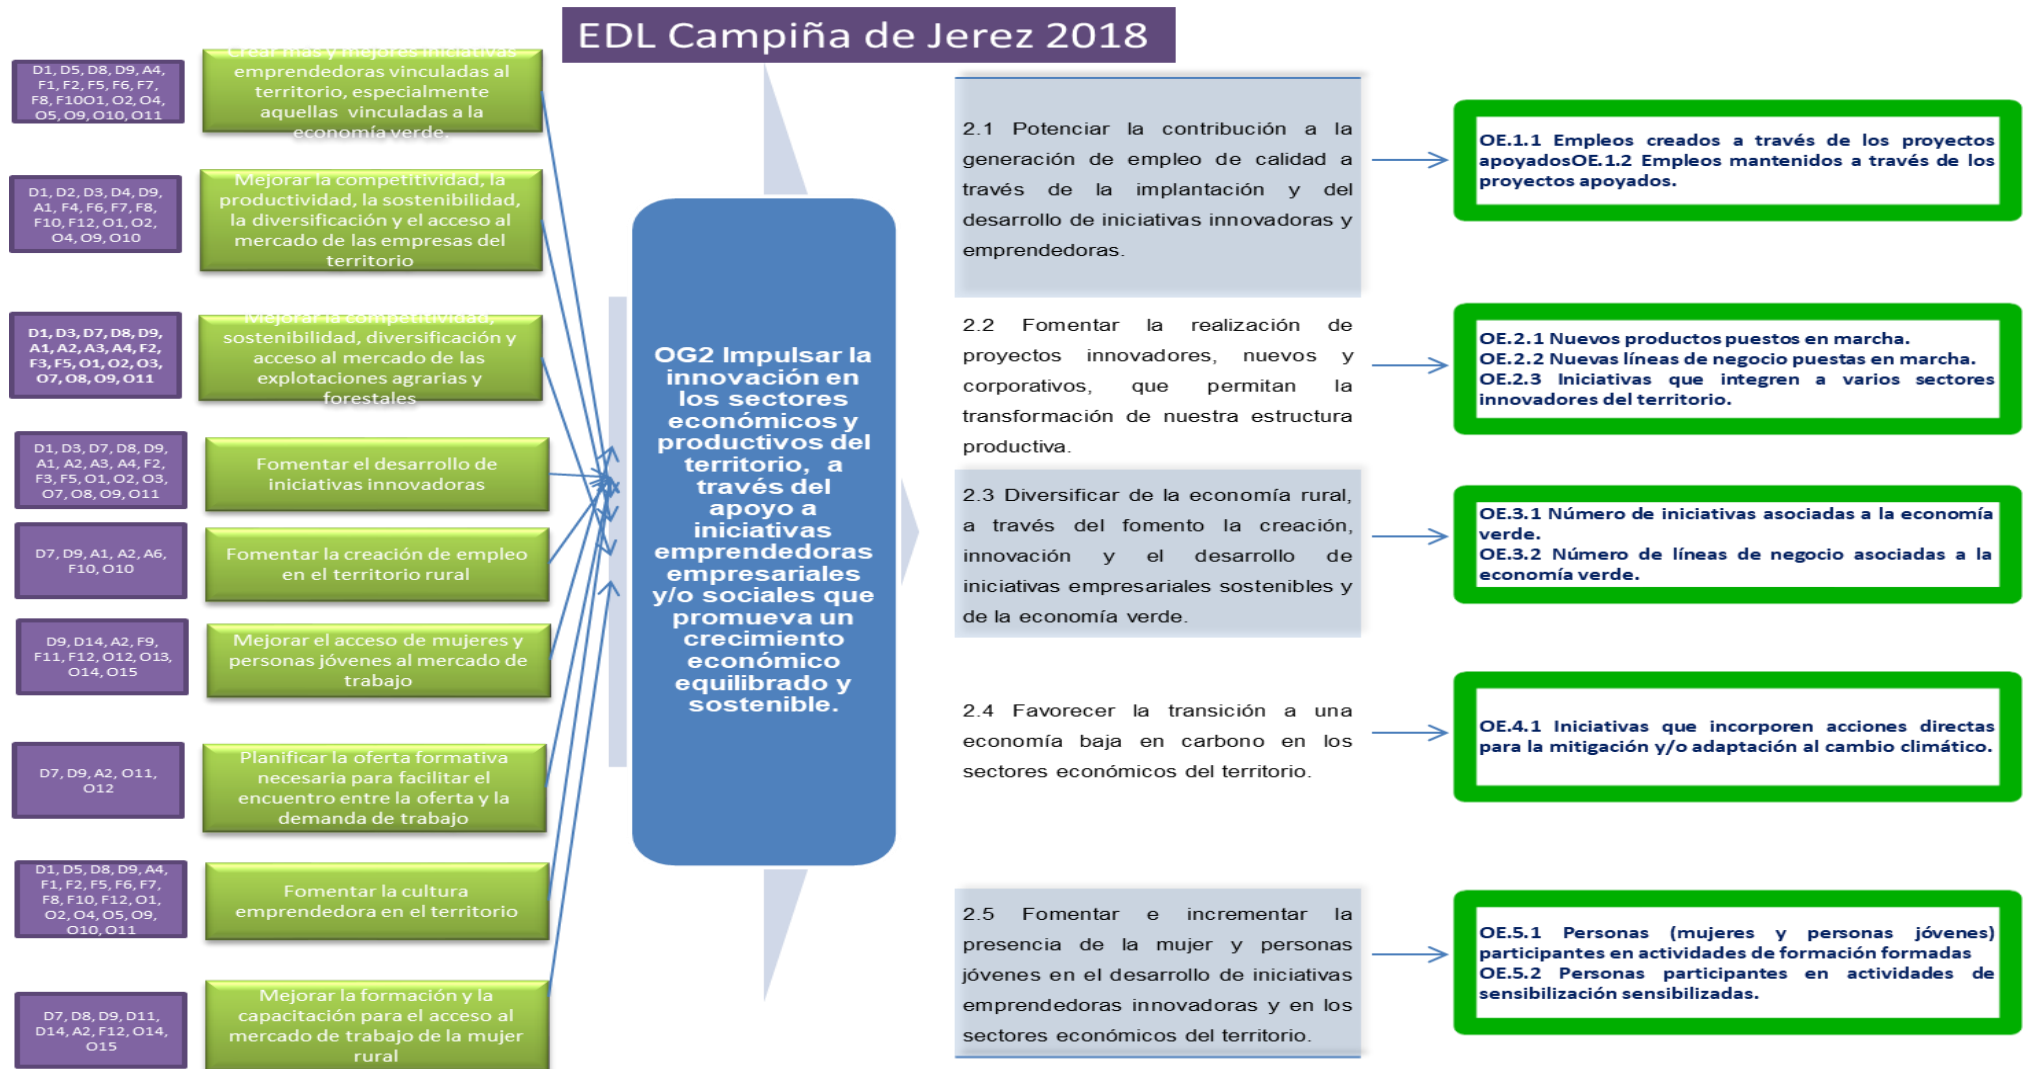 EDL Campiña de Jerez 2018
D1, D5, D8, D9, A4,
F1, F2, F5, F6, F7,
F8, F10O1, O2, O4,
O5, O9, O10, O11
Crear más y mejores iniciativas
emprendedoras vinculadas al
territorio, especialmente
aquellas vinculadas a la
economía verde.
D1, D2, D3, D4, D9,
A1, F4, F6, F7, F8,
F10, F12, O1, O2,
O4, O9, O10
Mejorar la competitividad, la
productividad, la sostenibilidad,
la diversificación y el acceso al
mercado de las empresas del
territorio
D1, D3, D7, D8, D9,
A1, A2, A3, A4, F2,
F3, F5, O1, O2, O3,
O7, O8, O9, O11
Mejorar la competitividad,
sostenibilidad, diversificación y
acceso al mercado de las
explotaciones agrarias y
forestales
D1, D3, D7, D8, D9,
A1, A2, A3, A4, F2,
F3, F5, O1, O2, O3,
O7, O8, O9, O11
Fomentar el desarrollo de
iniciativas innovadoras
D7, D9, A1, A2, A6,
F10, O10
Fomentar la creación de empleo
en el territorio rural
D9, D14, A2, F9,
F11, F12, O12, O13,
O14, O15
Mejorar el acceso de mujeres y
personas jóvenes al mercado de
trabajo
D7, D9, A2, O11,
O12
Planificar la oferta formativa
necesaria para facilitar el
encuentro entre la oferta y la
demanda de trabajo
D1, D5, D8, D9, A4,
F1, F2, F5, F6, F7,
F8, F10, F12, O1,
O2, O4, O5, O9,
O10, O11
Fomentar la cultura
emprendedora en el territorio
D7, D8, D9, D11,
D14, A2, F12, O14,
O15
Mejorar la formación y la
capacitación para el acceso al
mercado de trabajo de la mujer
rural
OG2 Impulsar la
innovación en
los sectores
económicos y
productivos del
territorio, a
través del
apoyo a
iniciativas
emprendedoras
empresariales
y/o sociales que
promueva un
crecimiento
económico
equilibrado y
sostenible.
2.1 Potenciar la contribución a la
generación de empleo de calidad a
través de la implantación y del
desarrollo de iniciativas innovadoras y
emprendedoras.
2.2 Fomentar la realización de
proyectos innovadores, nuevos y
corporativos, que permitan la
transformación de nuestra estructura
productiva.
2.3 Diversificar de la economía rural,
a través del fomento la creación,
innovación y el desarrollo de
iniciativas empresariales sostenibles y
de la economía verde.
2.4 Favorecer la transición a una
economía baja en carbono en los
sectores económicos del territorio.
2.5 Fomentar e incrementar la
presencia de la mujer y personas
jóvenes en el desarrollo de iniciativas
emprendedoras innovadoras y en los
sectores económicos del territorio.
OE.1.1 Empleos creados a través de los proyectos
apoyadosOE.1.2 Empleos mantenidos a través de los
proyectos apoyados.
OE.2.1 Nuevos productos puestos en marcha.
OE.2.2 Nuevas líneas de negocio puestas en marcha.
OE.2.3 Iniciativas que integren a varios sectores
innovadores del territorio.
OE.3.1 Número de iniciativas asociadas a la economía
verde.
OE.3.2 Número de líneas de negocio asociadas a la
economía verde.
OE.4.1 Iniciativas que incorporen acciones directas
para la mitigación y/o adaptación al cambio climático.
OE.5.1 Personas (mujeres y personas jóvenes)
participantes en actividades de formación formadas
OE.5.2 Personas participantes en actividades de
sensibilización sensibilizadas.